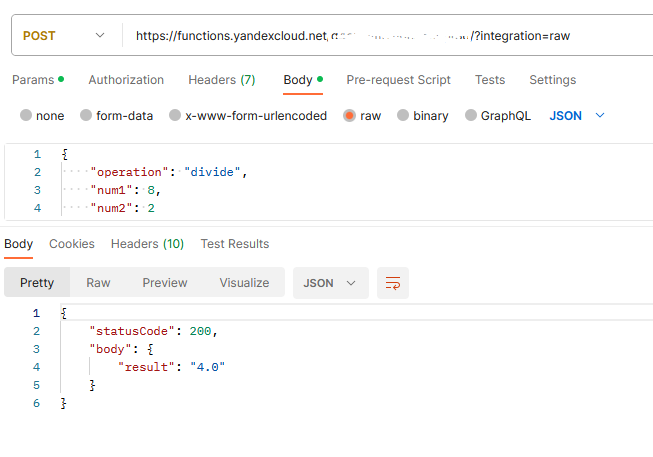 POST https://functions.yandexcloud.net/ /?integration=raw
Params Authorization Headers (7) Body Pre-request Script Tests Settings
none form-data x-www-form-urlencoded raw binary GraphQL JSON
1 {
2 "operation": "divide",
3 "num1": 8,
4 "num2": 2
Body Cookies Headers (10) Test Results
Pretty Raw Preview Visualize JSON
1 {
2 "statusCode": 200,
3 "body": {
4 "result": "4.0"
5 }
6 }